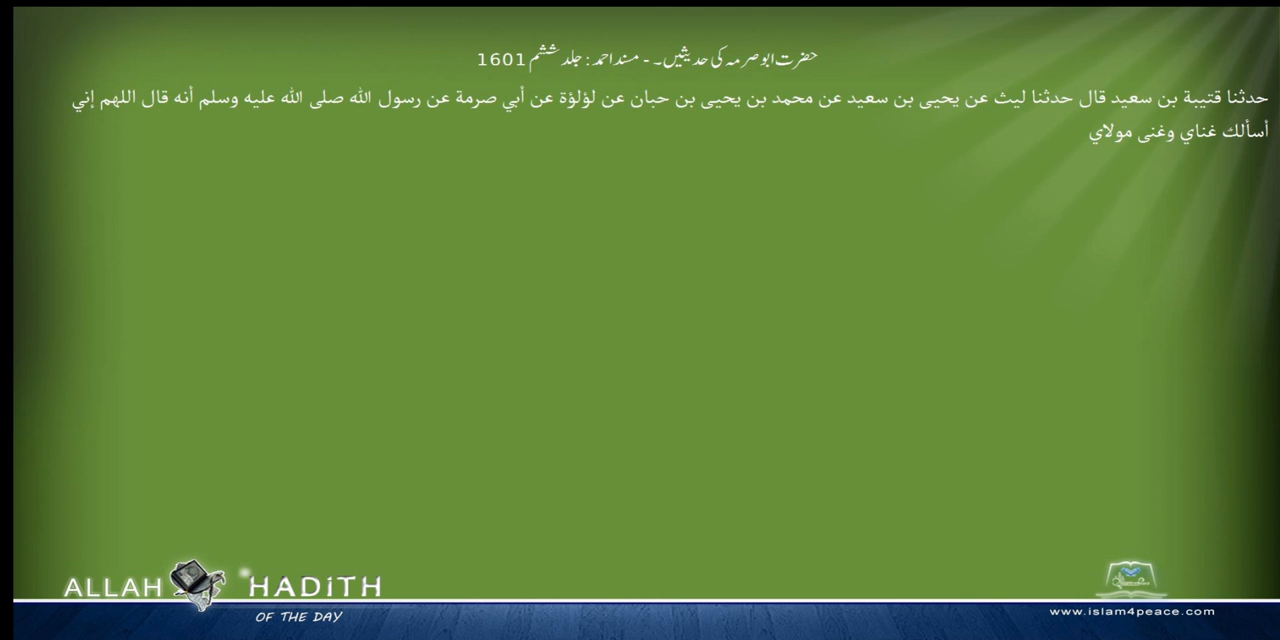 حضرت ابوصرمہ کی حدیثیں۔ - مسند احمد : جلد ششم 1601
حدثنا قتيبة بن سعيد قال حدثنا ليث عن يحيى بن سعيد عن محمد بن يحيى بن حبان عن لؤلؤة عن أبي صرمة عن رسول الله صلى الله عليه وسلم أنه قال اللهم إني
أسألك غناي وغنى مولاي
ALLAH HADiTH
OF THE DAY
www.islam4peace.com